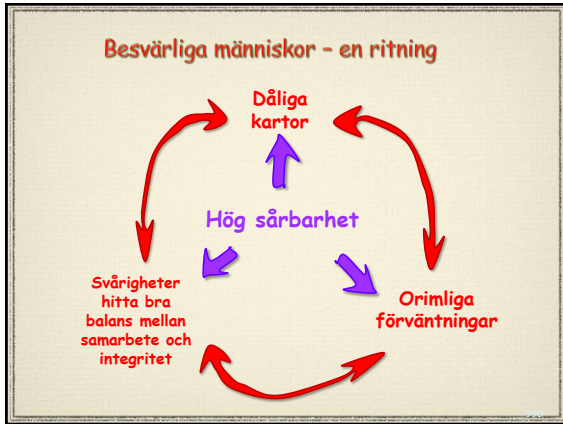 Besvärliga människor – en ritning
Dåliga
kartor
Hög sårbarhet
Svårigheter
hitta bra
balans mellan
samarbete och
integritet
Orimliga
förväntningar